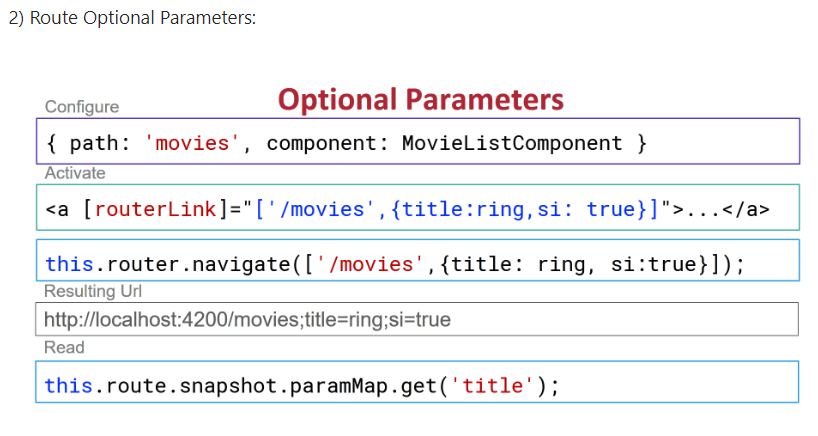 2) Route Optional Parameters:
Optional Parameters
Configure
{ path: 'movies', component: MovieListComponent }
Activate
<a [routerLink]="['/movies',{title:ring,si: true}]">...</a>
this.router.navigate(['/movies',{title: ring, si:true}]);
Resulting Url
http://localhost:4200/movies;title=ring;si=true
Read
this.route.snapshot.paramMap.get('title');